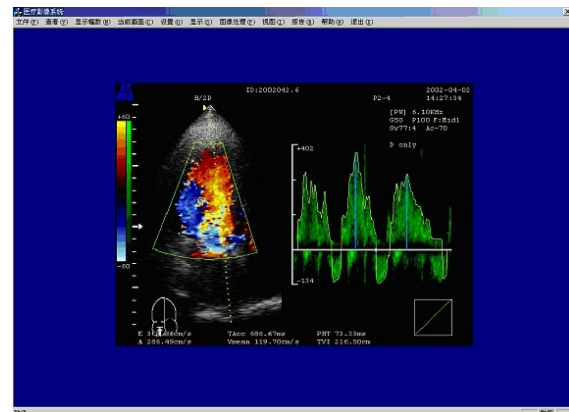 医疗影像系统
文件(F) 查看(V) 显示幅数(N) 当前画面(C) 设置(S) 显示(S) 图像处理(P) 视图(I) 报告(R) 帮助(H) 退出(X)
ID:2002042.6
2002-04-02
H/2D
P2-4
14:27:34
[PW] 6.10KHz
G50 P100 F:Mid1
Sv77:4 Ac-70
D only
+60
+402
-60
-134
TAcc 686.67ms
PHT 73.33ms
A 286.49cm/s
Vmean 119.70cm/s
TVI 216.50cm